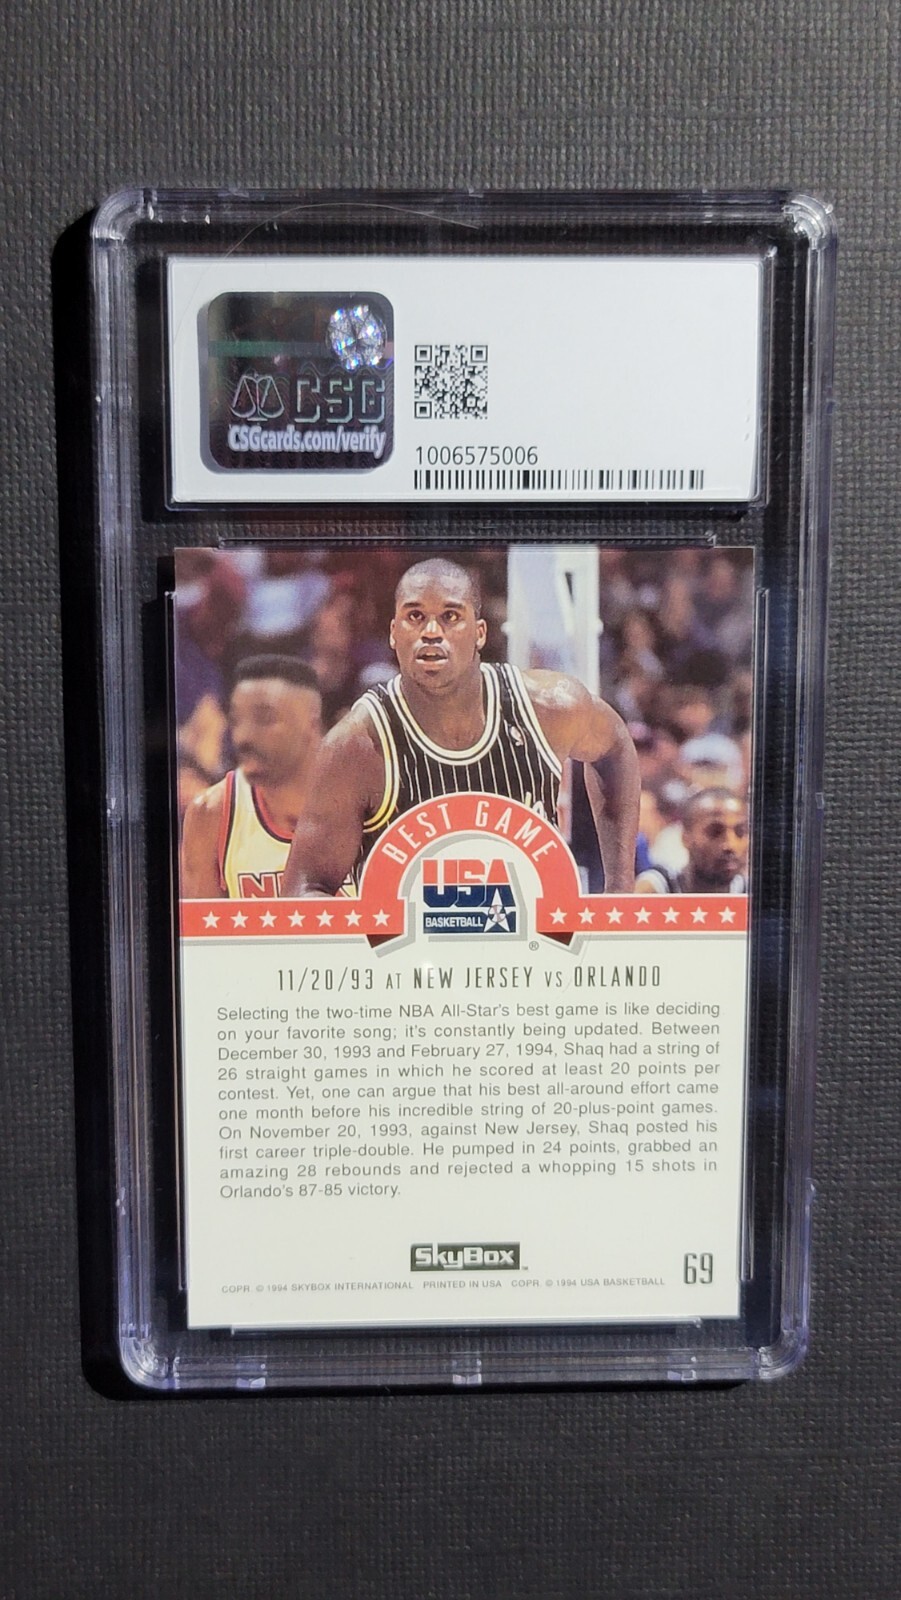 CSG
CSGcards.com/verify
1006575006
BEST GAME
USA
BASKETBALL
®
11/20/93 AT NEW JERSEY VS ORLANDO
Selecting the two-time NBA All-Star's best game is like deciding
on your favorite song; it's constantly being updated. Between
December 30, 1993 and February 27, 1994, Shaq had a string of
26 straight games in which he scored at least 20 points per
contest. Yet, one can argue that his best all-around effort came
one month before his incredible string of 20-plus-point games.
On November 20, 1993, against New Jersey, Shaq posted his
first career triple-double. He pumped in 24 points, grabbed an
amazing 28 rebounds and rejected a whopping 15 shots in
Orlando's 87-85 victory.
SkyBox
69
COPR. © 1994 SKYBOX INTERNATIONAL PRINTED IN USA COPR. © 1994 USA BASKETBALL